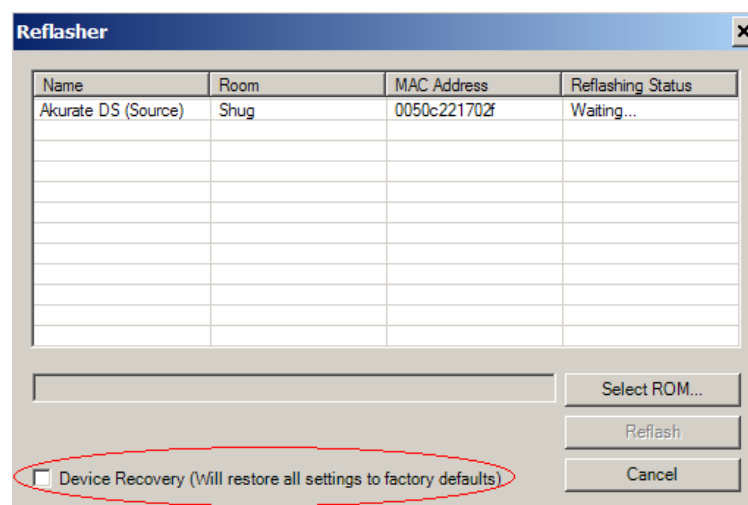 Reflasher
Name Room MAC Address Reflashing Status
Akurate DS (Source) Shug 0050c221702f Waiting...
Select ROM...
Reflash
Device Recovery (Will restore all settings to factory defaults)
Cancel